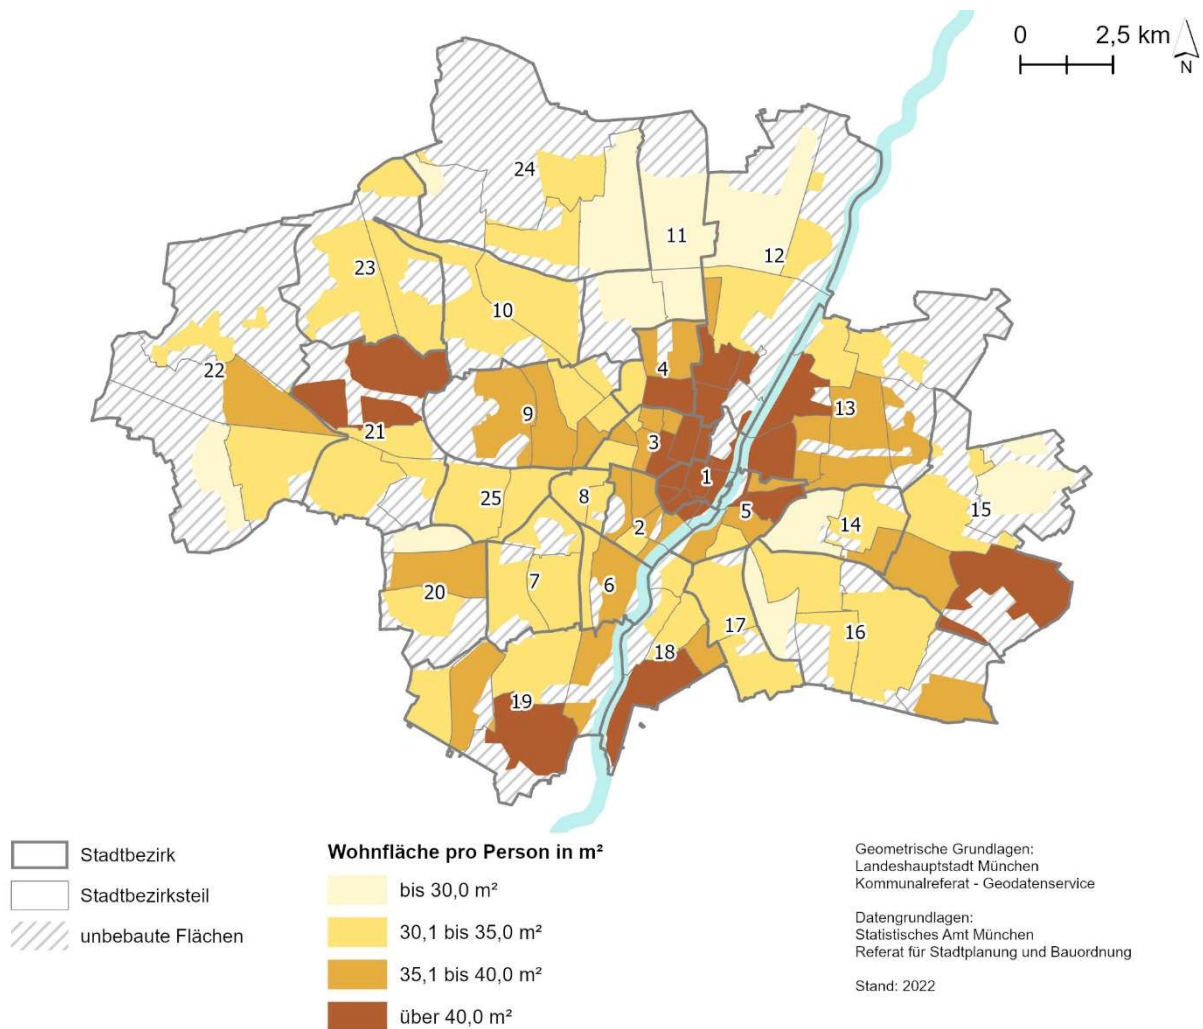 0 2,5 km
N
24
11
12
23
10
22
4
9
13
21
3
1
25
8
15
5
2
14
7
6
20
17
16
18
19
Stadtbezirk
Stadtbezirksteil
unbebaute Flächen
Wohnfläche pro Person in m²
bis 30,0 m²
30,1 bis 35,0 m²
35,1 bis 40,0 m²
über 40,0 m²
Geometrische Grundlagen:
Landeshauptstadt München
Kommunalreferat - Geodatenservice
Datengrundlagen:
Statistisches Amt München
Referat für Stadtplanung und Bauordnung
Stand: 2022